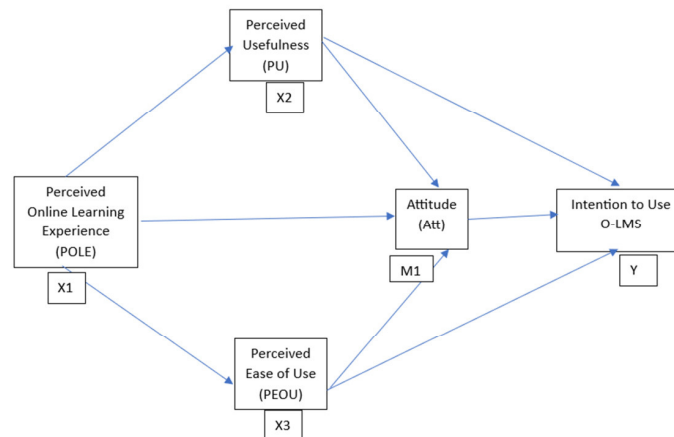 Perceived
Usefulness
(PU)
X2
Perceived
Online Learning
Experience
(POLE)
X1
Attitude
(Att)
M1
Intention to Use
O-LMS
Y
Perceived
Ease of Use
(PEOU)
X3